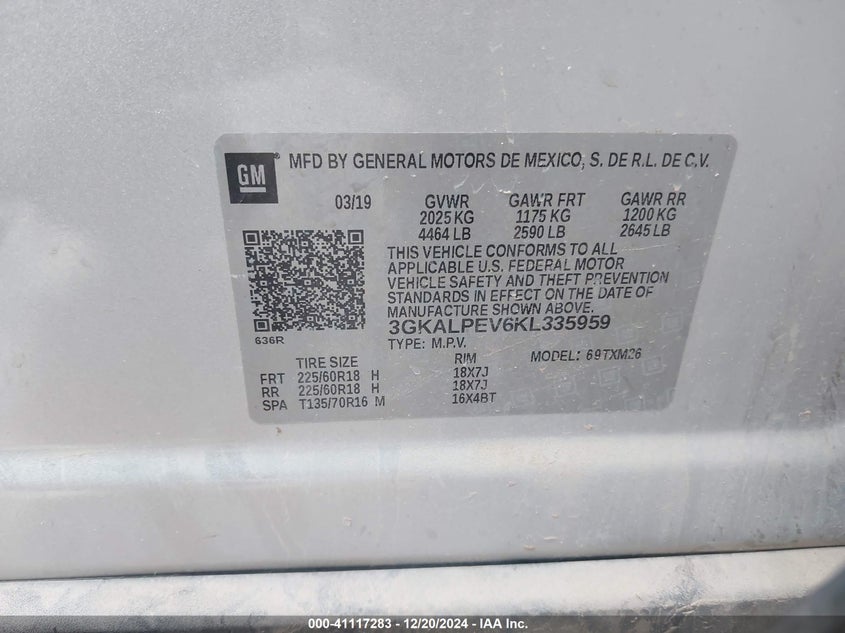 GM
® MFD BY GENERAL MOTORS DE MEXICO, S. DE R.L. DE C.V.
03/19 GVWR GAWR FRT GAWR RR
2025 KG 1175 KG 1200 KG
4464 LB 2590 LB 2645 LB
THIS VEHICLE CONFORMS TO ALL
APPLICABLE U.S. FEDERAL MOTOR
VEHICLE SAFETY AND THEFT PREVENTION
STANDARDS IN EFFECT ON THE DATE OF
MANUFACTURE SHOWN ABOVE.
3GKALPEV6KL335959
636R
TYPE: M.P.V. MODEL: 69TXM26
TIRE SIZE RIM
FRT 225/60R18 H 18X7J
RR 225/60R18 H 18X7J
SPA T135/70R16 M 16X4BT
000-41117283 - 12/20/2024 - IAAI.com